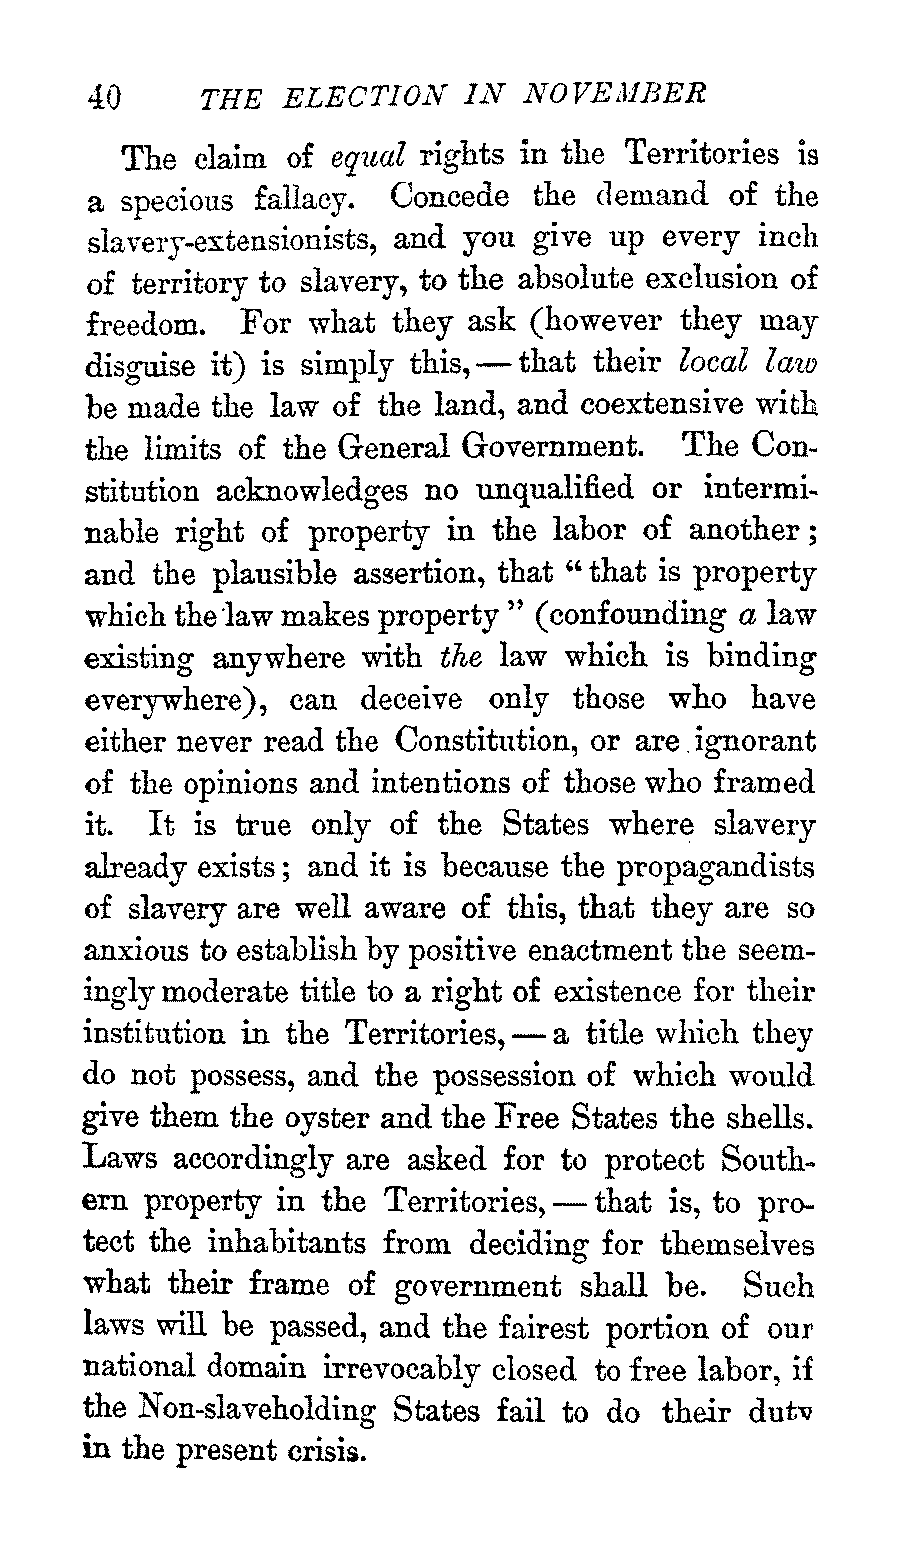 40 THE ELECTION IN NOVEMBER
The claim of equal rights in the Territories is
a specious fallacy. Concede the demand of the
slavery-extensionists, and you give up every inch
of territory to slavery, to the absolute exclusion of
freedom. For what they ask (however they may
disguise it) is simply this,—that their local law
be made the law of the land, and coextensive with
the limits of the General Government. The Con-
stitution acknowledges no unqualified or intermi-
nable right of property in the labor of another;
and the plausible assertion, that “that is property
which the law makes property” (confounding a law
existing anywhere with the law which is binding
everywhere), can deceive only those who have
either never read the Constitution, or are ignorant
of the opinions and intentions of those who framed
it. It is true only of the States where slavery
already exists; and it is because the propagandists
of slavery are well aware of this, that they are so
anxious to establish by positive enactment the seem-
ingly moderate title to a right of existence for their
institution in the Territories,—a title which they
do not possess, and the possession of which would
give them the oyster and the Free States the shells.
Laws accordingly are asked for to protect South-
ern property in the Territories,—that is, to pro-
tect the inhabitants from deciding for themselves
what their frame of government shall be. Such
laws will be passed, and the fairest portion of our
national domain irrevocably closed to free labor, if
the Non-slaveholding States fail to do their duty
in the present crisis.